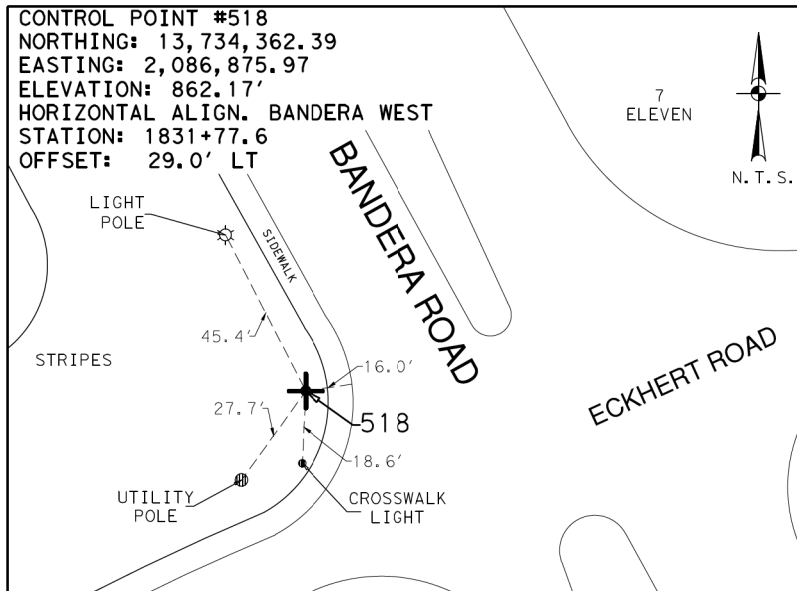 CONTROL POINT #518
NORTHING: 13,734,362.39
EASTING: 2,086,875.97
ELEVATION: 862.17'
HORIZONTAL ALIGN. BANDERA WEST
STATION: 1831+77.6
OFFSET: 29.0' LT
7
ELEVEN
N.T.S.
LIGHT
POLE
SIDEWALK
BANDERA ROAD
45.4'
STRIPES
16.0'
ECKHERT ROAD
27.7'
518
18.6'
UTILITY
POLE
CROSSWALK
LIGHT